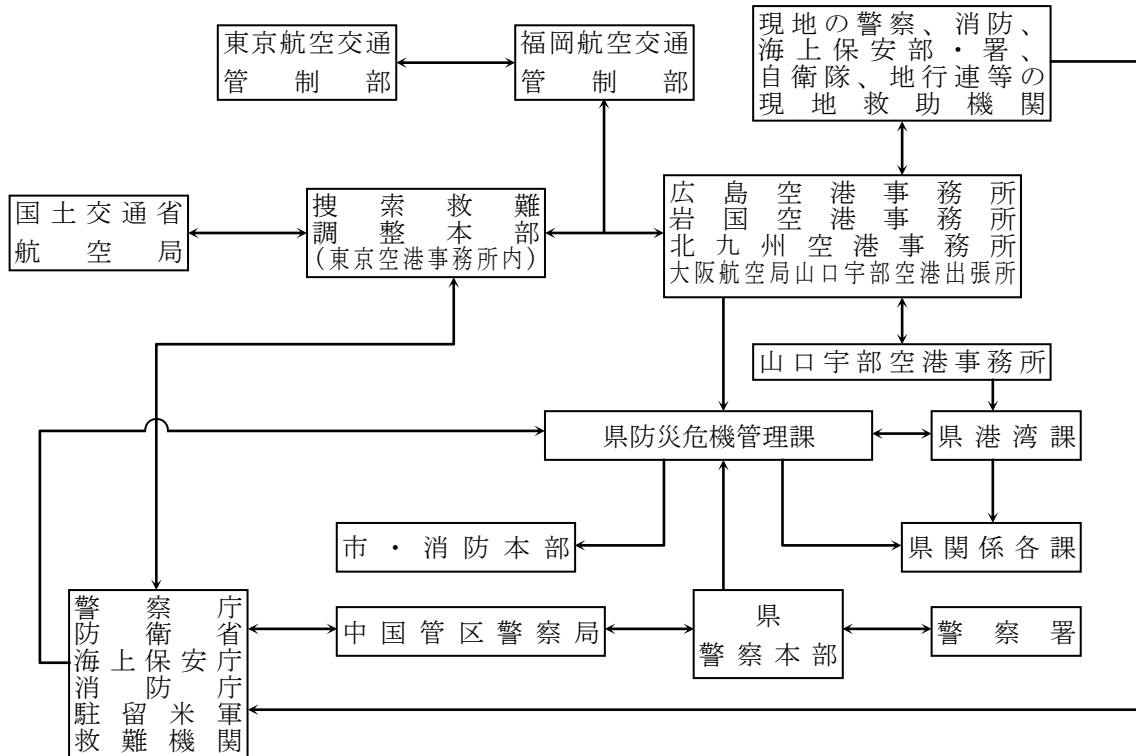 東京航空交通
管制部
福岡航空交通
管制部
現地の警察、消防、
海上保安部・署、
自衛隊、地行連等の
現地救助機関
国土交通省
航空局
捜索救難
調整本部
(東京空港事務所内)
広島空港事務所
岩国空港事務所
北九州空港事務所
大阪航空局山口宇部空港出張所
山口宇部空港事務所
県防災危機管理課
県港湾課
市・消防本部
県関係各課
警察庁
防衛省
海上保安庁
消防庁
駐留米軍
救難機関
中国管区警察局
県
警察本部
警察署